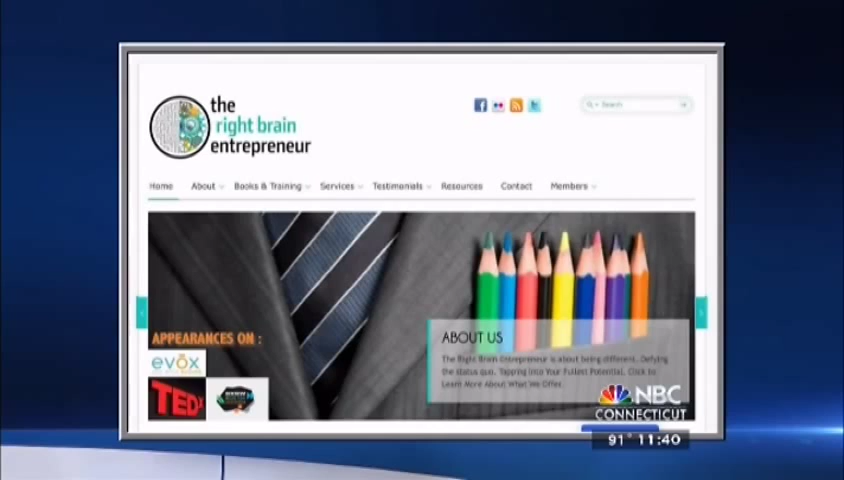 the
right brain
entrepreneur
Search
Home About Books & Training Services Testimonials Resources Contact Members
APPEARANCES ON :
evox
TEDx
ABOUT US
The Right Brain Entrepreneur is about being different. Defying
the status quo. Tapping Into Your Fullest Potential. Click to
Learn More About What We Offer.
NBC
CONNECTICUT
91° 11:40